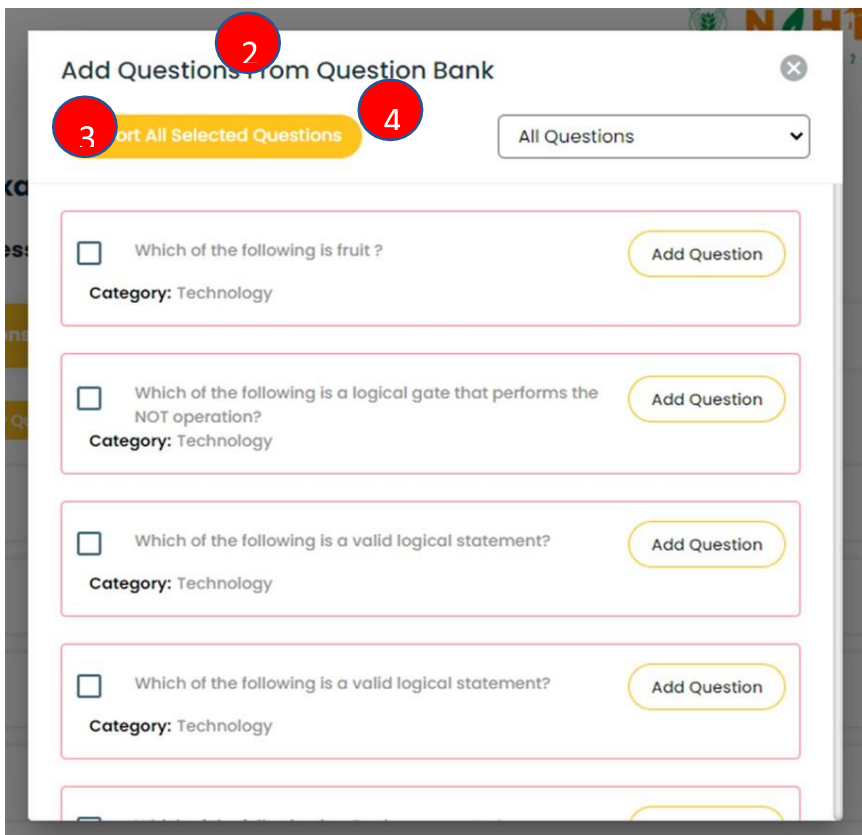 2
Add Questions From Question Bank
3
4
ort All Selected Questions
All Questions
Which of the following is fruit ?
Add Question
Category: Technology
Which of the following is a logical gate that performs the
NOT operation?
Add Question
Category: Technology
Which of the following is a valid logical statement?
Add Question
Category: Technology
Which of the following is a valid logical statement?
Add Question
Category: Technology